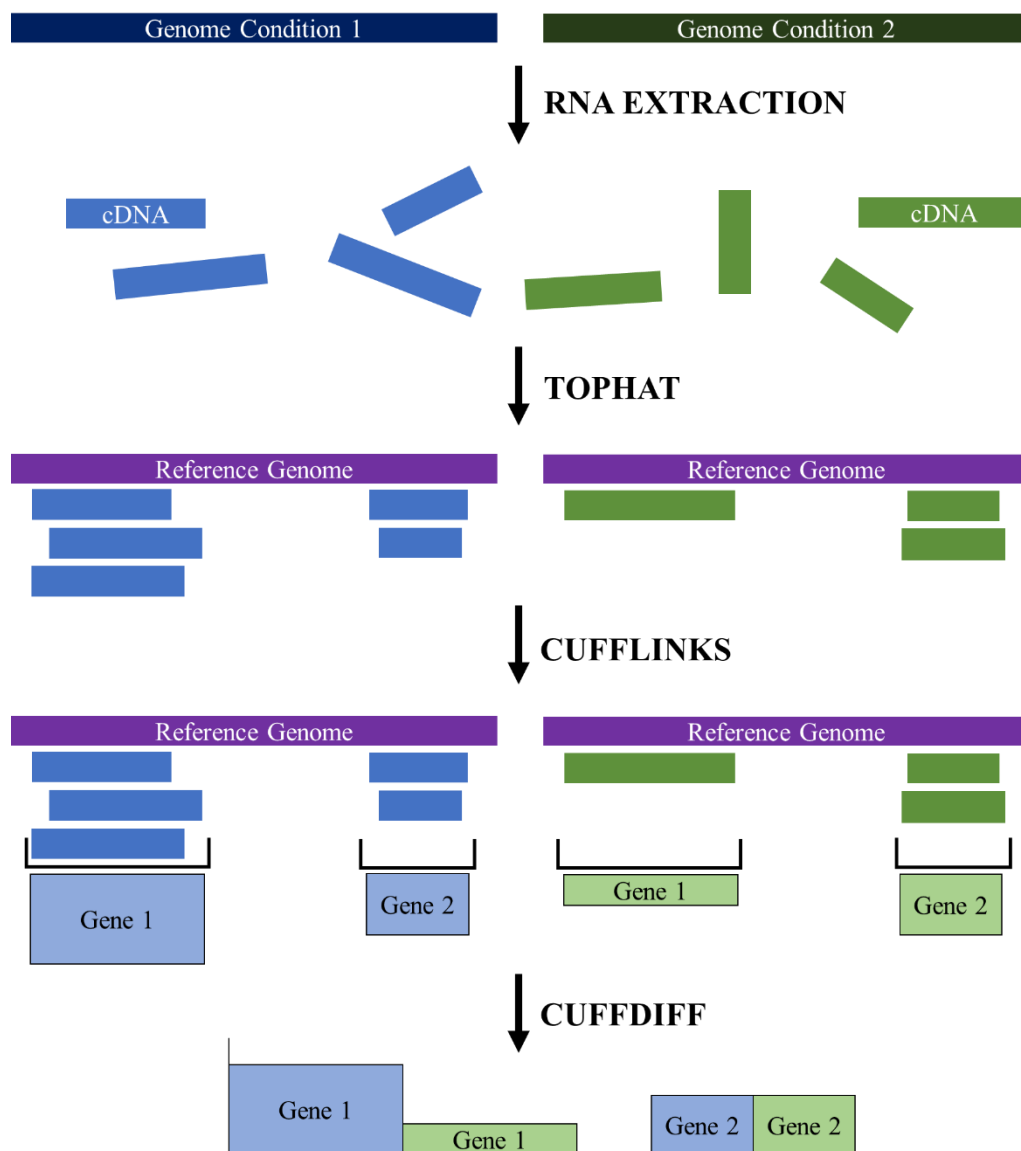 Genome Condition 1
Genome Condition 2
RNA EXTRACTION
cDNA
cDNA
TOPHAT
Reference Genome
Reference Genome
CUFFLINKS
Reference Genome
Reference Genome
Gene 1
Gene 2
Gene 1
Gene 2
CUFFDIFF
Gene 1
Gene 1
Gene 2
Gene 2